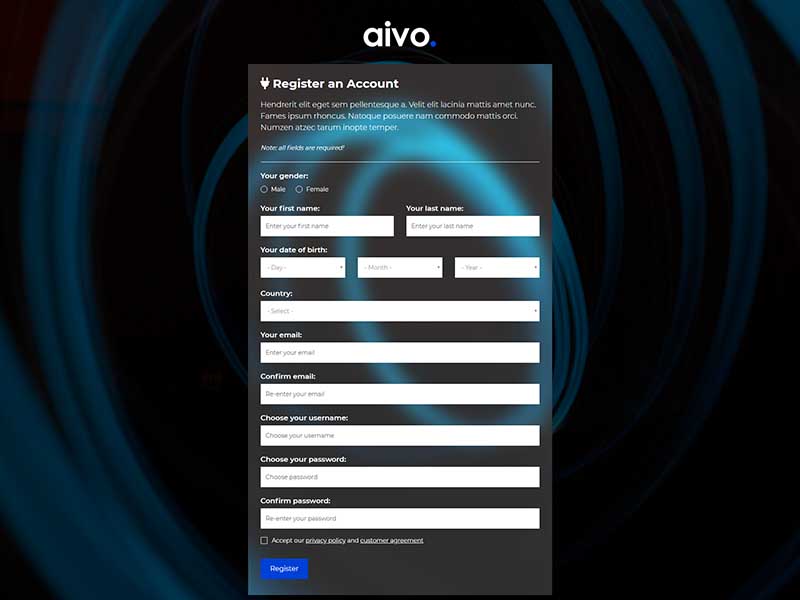 aivo.
Register an Account
Hendrerit elit eget sem pellentesque a. Velit elit lacinia mattis amet nunc.
Fames ipsum rhoncus. Natoque posuere nam commodo mattis orci.
Numzen atzec tarum inopte temper.
Note: all fields are required!
Your gender:
Male Female
Your first name: Your last name:
Enter your first name Enter your last name
Your date of birth:
- Day - - Month - - Year -
Country:
- Select -
Your email:
Enter your email
Confirm email:
Re-enter your email
Choose your username:
Choose your username
Choose your password:
Choose password
Confirm password:
Re-enter your password
Accept our privacy policy and customer agreement
Register